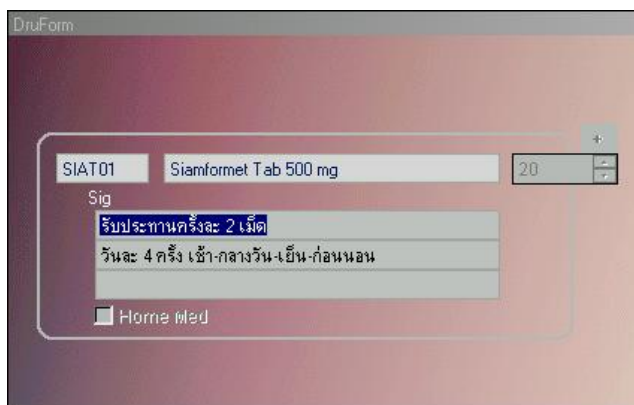 DruForm
+
SIAT01 Siamformet Tab 500 mg 20
Sig
รับประทานครั้งละ 2 เม็ด
วันละ 4 ครั้ง เช้า-กลางวัน-เย็น-ก่อนนอน
Home Med